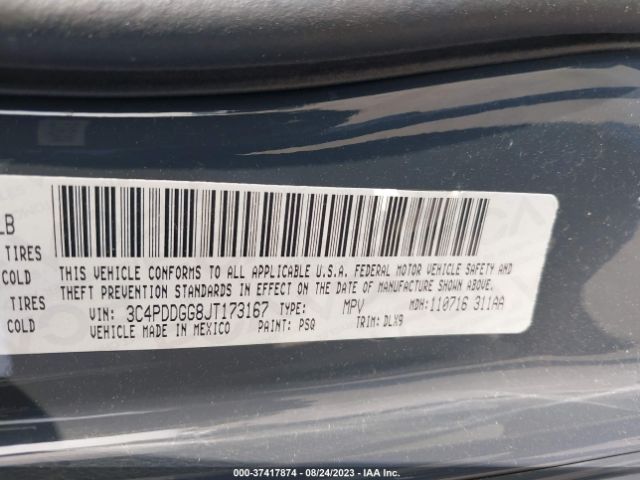 LB
TIRES
COLD
TIRES
COLD
THIS VEHICLE CONFORMS TO ALL APPLICABLE U.S.A. FEDERAL MOTOR VEHICLE SAFETY AND
THEFT PREVENTION STANDARDS IN EFFECT ON THE DATE OF MANUFACTURE SHOWN ABOVE.
VIN: 3C4PDDGG8JT173167 TYPE: MPV MDH: 110716 311AA
VEHICLE MADE IN MEXICO PAINT: PSQ TRIM: DLX9
000-37417874 - 08/24/2023 - IAA Inc.